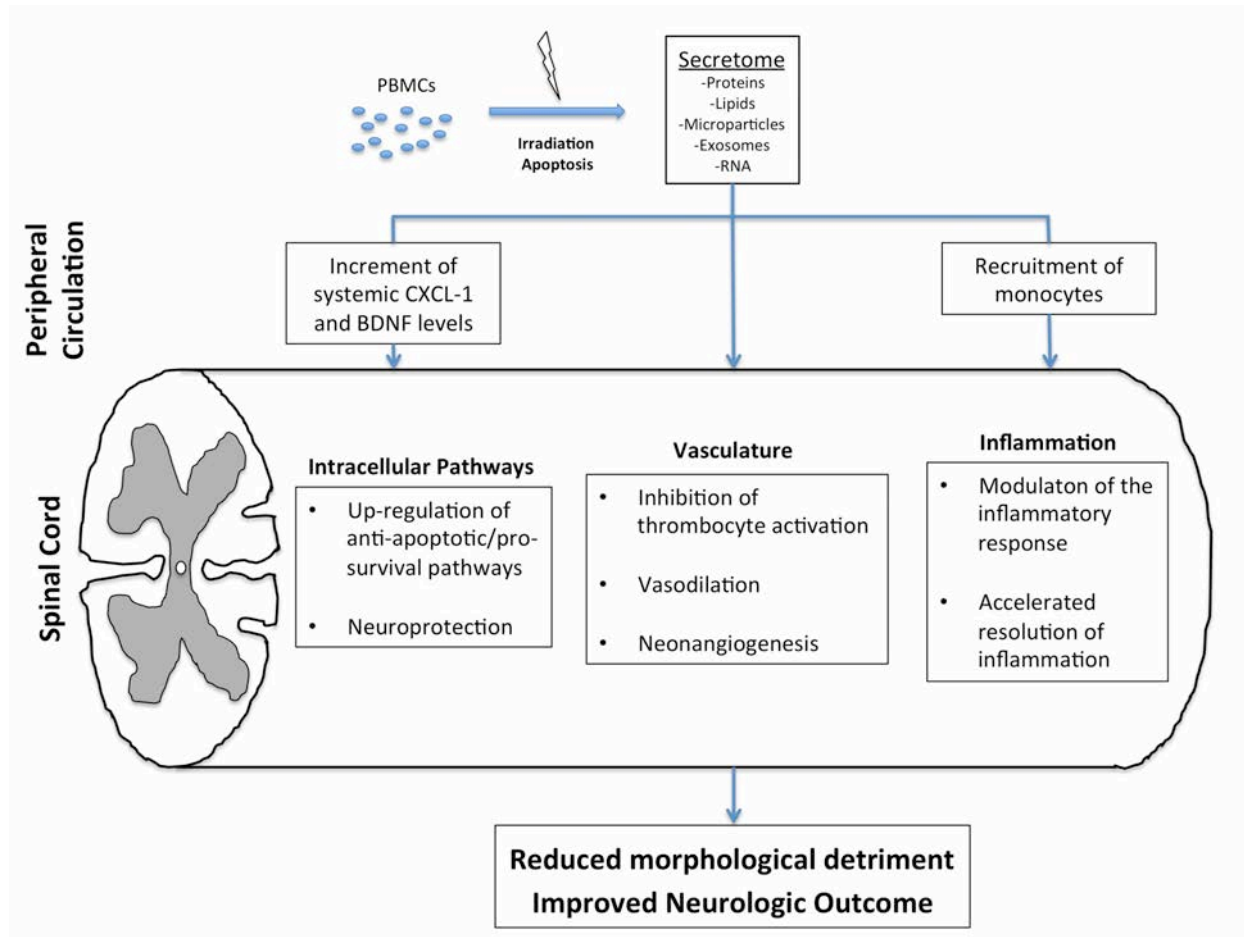 PBMCs
Irradiation
Apoptosis
Secretome
-Proteins
-Lipids
-Microparticles
-Exosomes
-RNA
Peripheral
Circulation
Increment of
systemic CXCL-1
and BDNF levels
Recruitment of
monocytes
Spinal Cord
Intracellular Pathways
• Up-regulation of
anti-apoptotic/pro-
survival pathways
• Neuroprotection
Vasculature
• Inhibition of
thrombocyte activation
• Vasodilation
• Neonangiogenesis
Inflammation
• Modulaton of the
inflammatory
response
• Accelerated
resolution of
inflammation
Reduced morphological detriment
Improved Neurologic Outcome